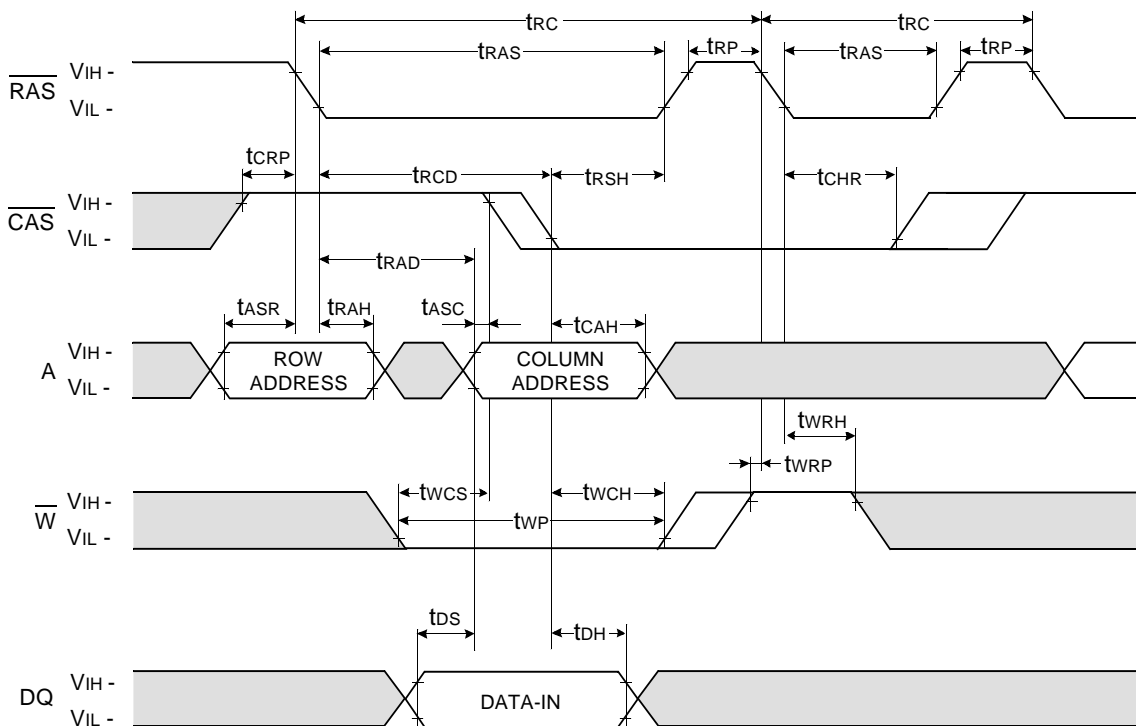 tRC tRC
tRAS tRP tRAS tRP
RAS VIH -
VIL -
tCRP tRCD tRSH tCHR
CAS VIH -
VIL -
tRAD
tASR tRAH tASC tCAH
A VIH -
VIL -
ROW ADDRESS
COLUMN ADDRESS
tWRH
tWRP
W VIH -
VIL -
tWCS tWCH
tWP
tDS tDH
DQ VIH -
VIL -
DATA-IN